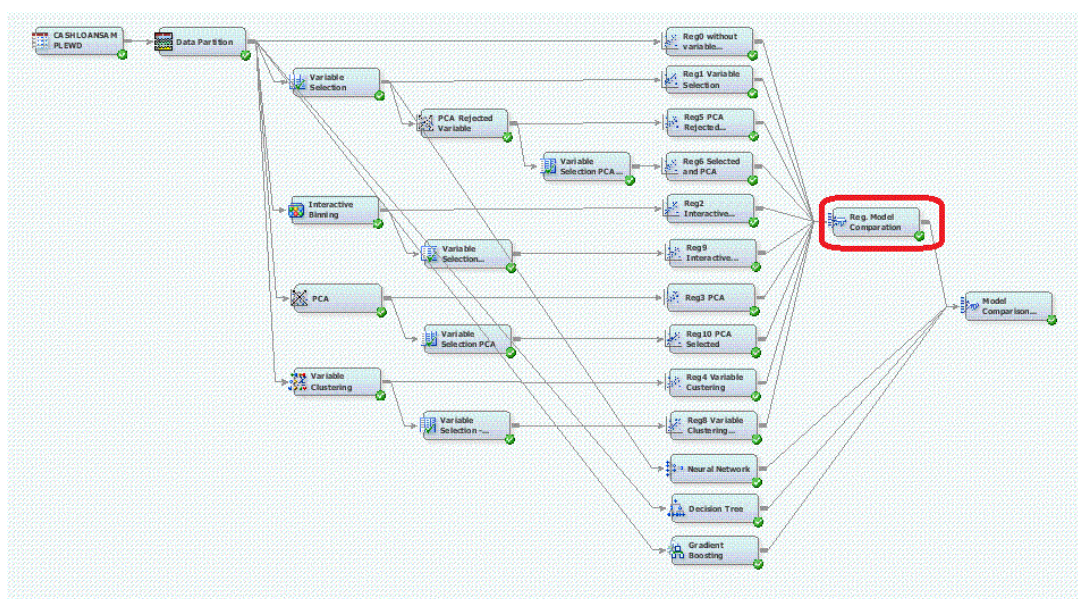 CASHLOANSAM
PLEWD
Data Partition
Reg0 without
variable...
Variable
Selection
Reg1 Variable
Selection
PCA Rejected
Variable
Reg5 PCA
Rejected...
Variable
Selection PCA...
Reg6 Selected
and PCA
Interactive
Binning
Reg2
Interactive...
Reg. Model
Comparation
Variable
Selection...
Reg9
Interactive...
PCA
Reg3 PCA
Model
Comparison...
Variable
Selection PCA
Reg10 PCA
Selected
Variable
Clustering
Reg4 Variable
Custering
Variable
Selection -...
Reg8 Variable
Clustering...
Neural Network
Decision Tree
Gradient
Boosting